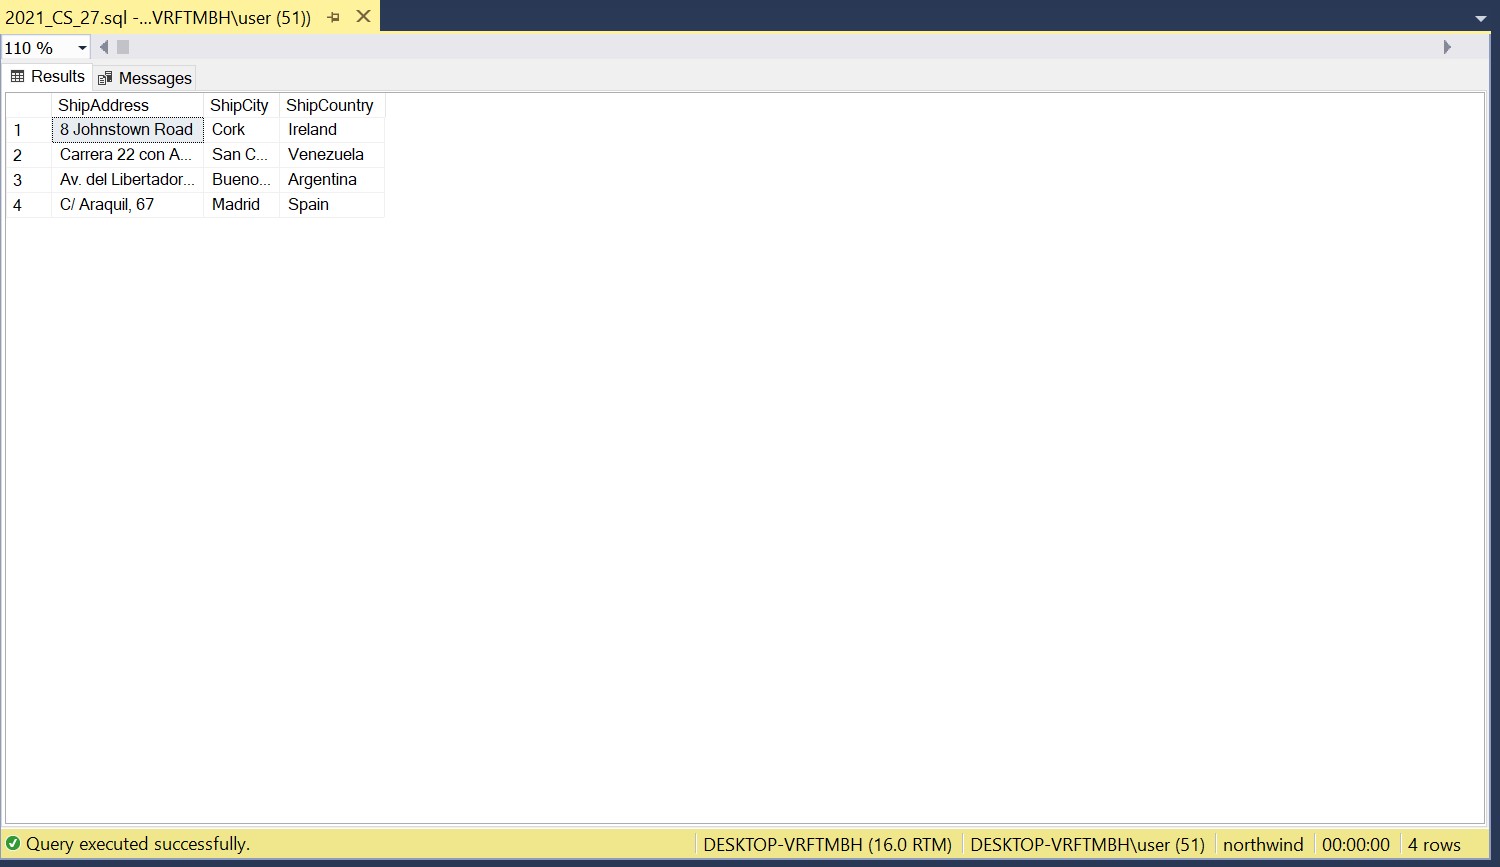 2021_CS_27.sql -...VRFTMBH\user (51))
110 %
Results Messages
ShipAddress ShipCity ShipCountry
1 8 Johnstown Road Cork Ireland
2 Carrera 22 con A... San C... Venezuela
3 Av. del Libertador... Bueno... Argentina
4 C/ Araquil, 67 Madrid Spain
Query executed successfully. DESKTOP-VRFTMBH (16.0 RTM) DESKTOP-VRFTMBH\user (51) northwind 00:00:00 4 rows